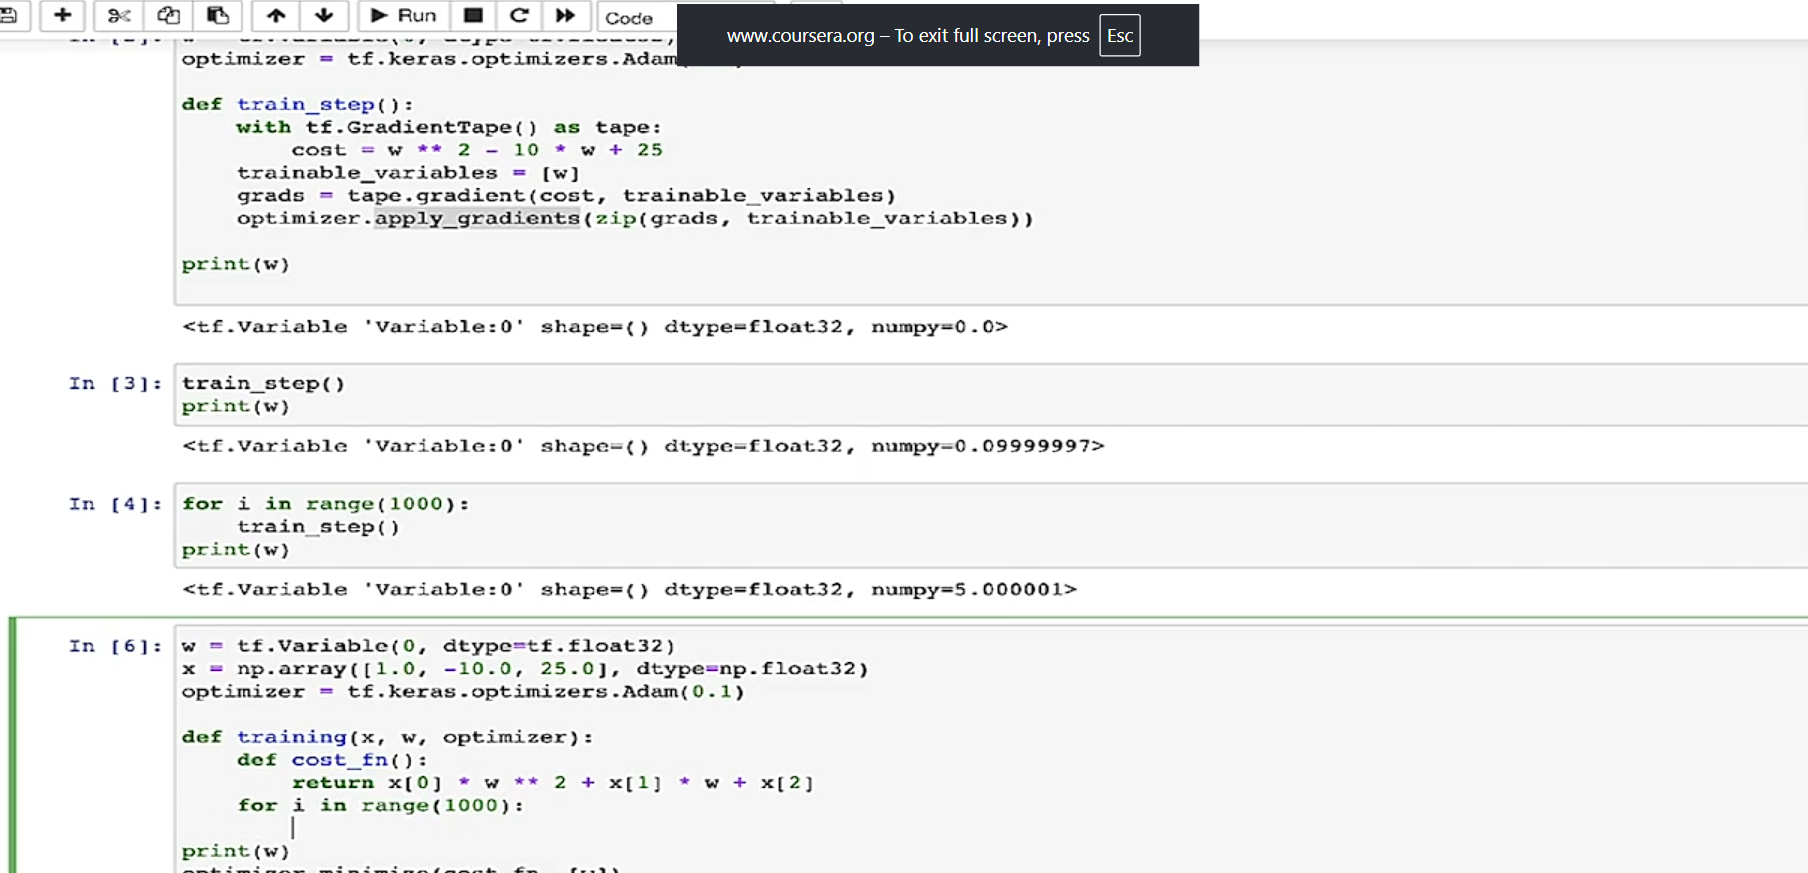 Run
Code
www.coursera.org – To exit full screen, press Esc
optimizer = tf.keras.optimizers.Adam
def train_step():
with tf.GradientTape() as tape:
cost = w ** 2 - 10 * w + 25
trainable_variables = [w]
grads = tape.gradient(cost, trainable_variables)
optimizer.apply_gradients(zip(grads, trainable_variables))
print(w)
<tf.Variable 'Variable:0' shape=() dtype=float32, numpy=0.0>
In [3]: train_step()
print(w)
<tf.Variable 'Variable:0' shape=() dtype=float32, numpy=0.09999997>
In [4]: for i in range(1000):
train_step()
print(w)
<tf.Variable 'Variable:0' shape=() dtype=float32, numpy=5.000001>
In [6]: w = tf.Variable(0, dtype=tf.float32)
x = np.array([1.0, -10.0, 25.0], dtype=np.float32)
optimizer = tf.keras.optimizers.Adam(0.1)
def training(x, w, optimizer):
def cost_fn():
return x[0] * w ** 2 + x[1] * w + x[2]
for i in range(1000):
print(w)
optimizer.minimize(cost_fn, [w])